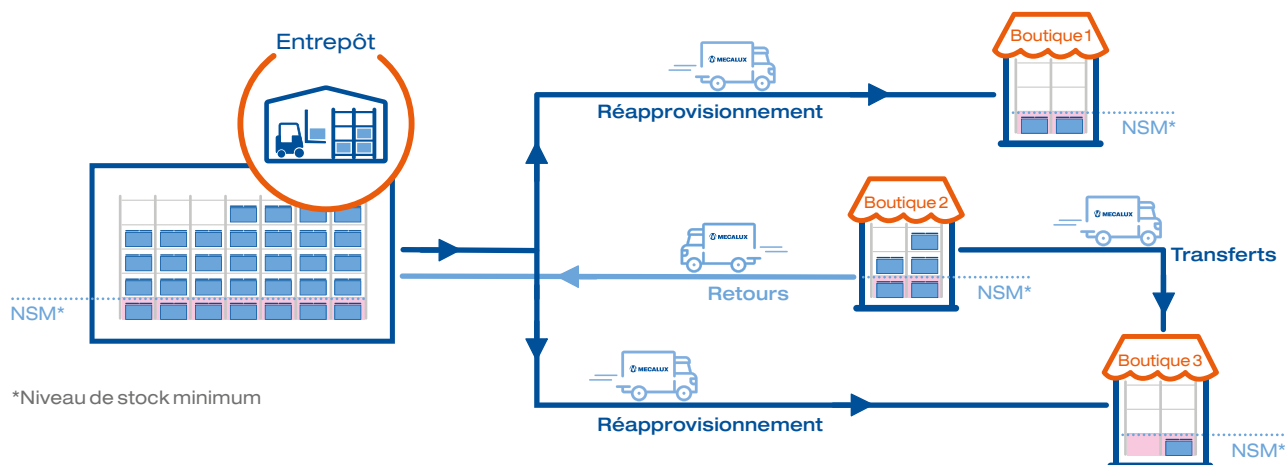 Entrepôt
MECALUX
Boutique 1
Réapprovisionnement
NSM*
MECALUX
Boutique 2
MECALUX
Transferts
Retours
NSM*
NSM*
MECALUX
Boutique 3
*Niveau de stock minimum
Réapprovisionnement
NSM*